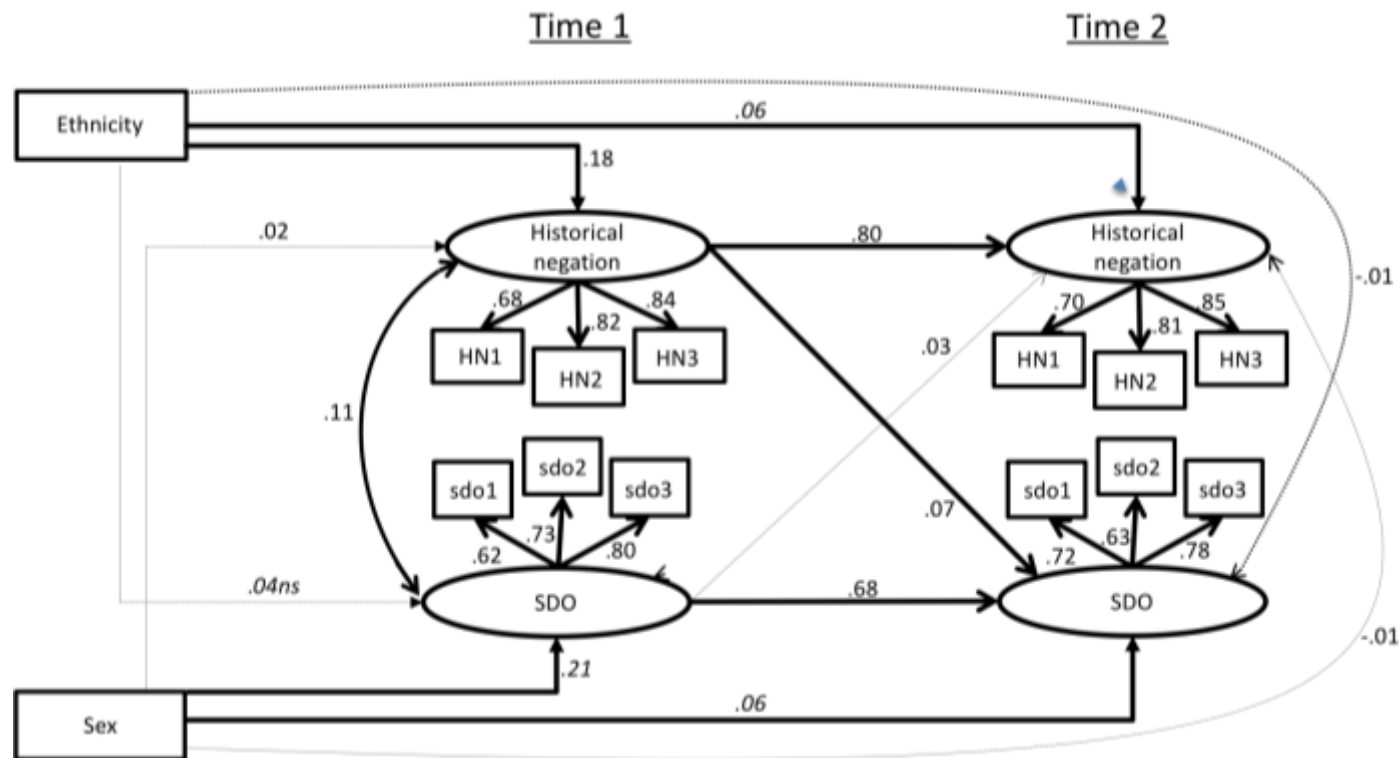 Time 1
Time 2
Ethnicity
.06
.18
.02
Historical
negation
.80
Historical
negation
-.01
.68
.84
.82
.70
.85
.81
HN1
HN2
HN3
.03
HN1
HN2
HN3
.11
sdo1
sdo2
sdo3
.07
sdo1
sdo2
sdo3
.62
.73
.80
.72
.63
.78
.04ns
SDO
.68
SDO
-.01
.21
Sex
.06